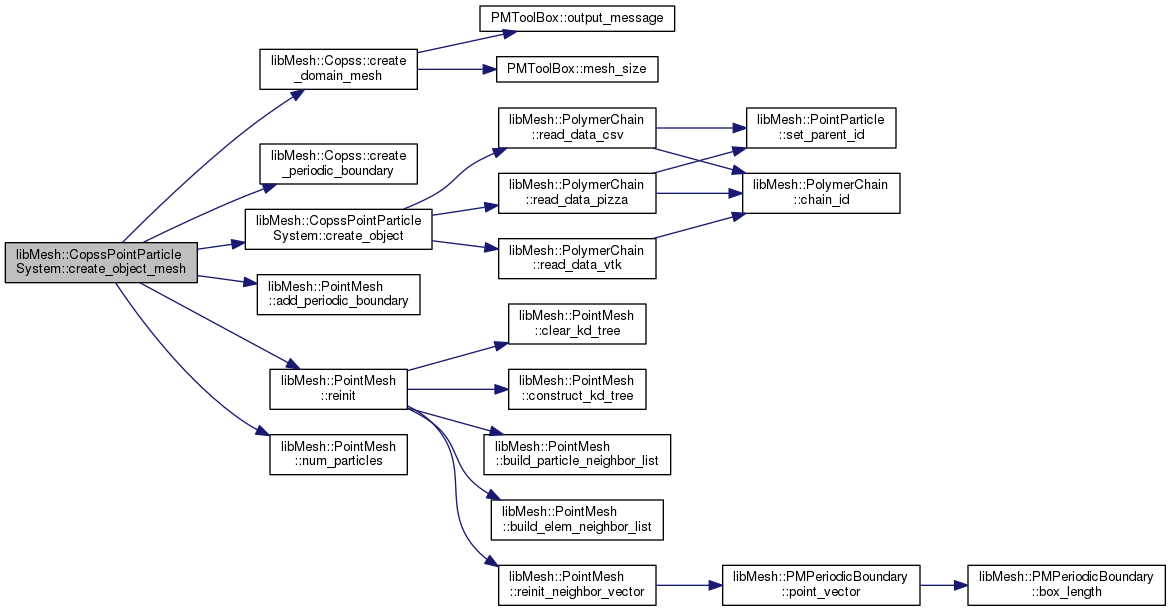 PMToolBox::output_message
libMesh::Copss::create
_domain_mesh
PMToolBox::mesh_size
libMesh::PolymerChain
::read_data_csv
libMesh::PointParticle
::set_parent_id
libMesh::Copss::create
_periodic_boundary
libMesh::PolymerChain
::read_data_pizza
libMesh::PolymerChain
::chain_id
libMesh::CopssPointParticle
System::create_object
libMesh::PolymerChain
::read_data_vtk
libMesh::CopssPointParticle
System::create_object_mesh
libMesh::PointMesh
::add_periodic_boundary
libMesh::PointMesh
::clear_kd_tree
libMesh::PointMesh
::reinit
libMesh::PointMesh
::construct_kd_tree
libMesh::PointMesh
::num_particles
libMesh::PointMesh
::build_particle_neighbor_list
libMesh::PointMesh
::build_elem_neighbor_list
libMesh::PointMesh
::reinit_neighbor_vector
libMesh::PMPeriodicBoundary
::point_vector
libMesh::PMPeriodicBoundary
::box_length